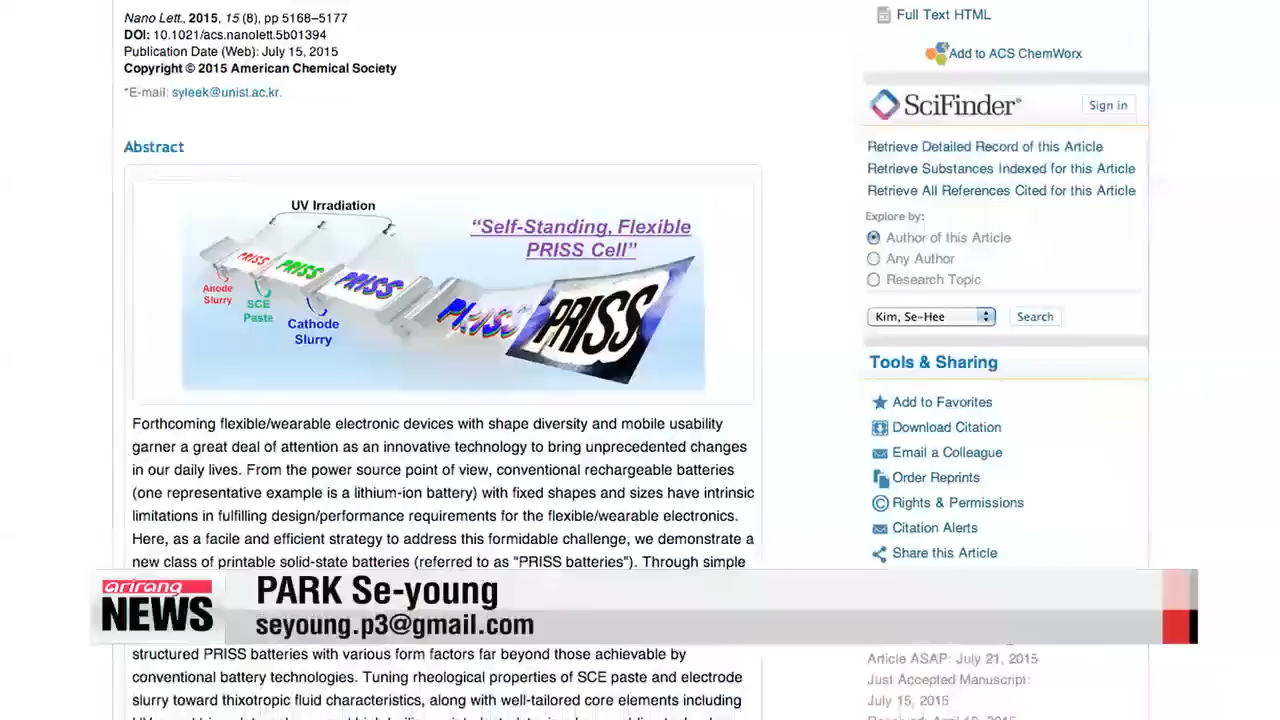 Nano Lett., 2015, 15 (8), pp 5168–5177
DOI: 10.1021/acs.nanolett.5b01394
Publication Date (Web): July 15, 2015
Copyright © 2015 American Chemical Society
*E-mail: syleek@unist.ac.kr.
Abstract
UV Irradiation
“Self-Standing, Flexible
PRISS Cell”
PRISS
PRISS
PRISS
PRISS
PRISS
Anode
Slurry
SCE
Paste
Cathode
Slurry
Forthcoming flexible/wearable electronic devices with shape diversity and mobile usability
garner a great deal of attention as an innovative technology to bring unprecedented changes
in our daily lives. From the power source point of view, conventional rechargeable batteries
(one representative example is a lithium-ion battery) with fixed shapes and sizes have intrinsic
limitations in fulfilling design/performance requirements for the flexible/wearable electronics.
Here, as a facile and efficient strategy to address this formidable challenge, we demonstrate a
new class of printable solid-state batteries (referred to as "PRISS batteries"). Through simple
structured PRISS batteries with various form factors far beyond those achievable by
conventional battery technologies. Tuning rheological properties of SCE paste and electrode
slurry toward thixotropic fluid characteristics, along with well-tailored core elements including
Full Text HTML
Add to ACS ChemWorx
SciFinder®
Sign in
Retrieve Detailed Record of this Article
Retrieve Substances Indexed for this Article
Retrieve All References Cited for this Article
Explore by:
Author of this Article
Any Author
Research Topic
Kim, Se-Hee
Search
Tools & Sharing
Add to Favorites
Download Citation
Email a Colleague
Order Reprints
Rights & Permissions
Citation Alerts
Share this Article
Article ASAP: July 21, 2015
Just Accepted Manuscript:
July 15, 2015
arirang
NEWS
PARK Se-young
seyoung.p3@gmail.com